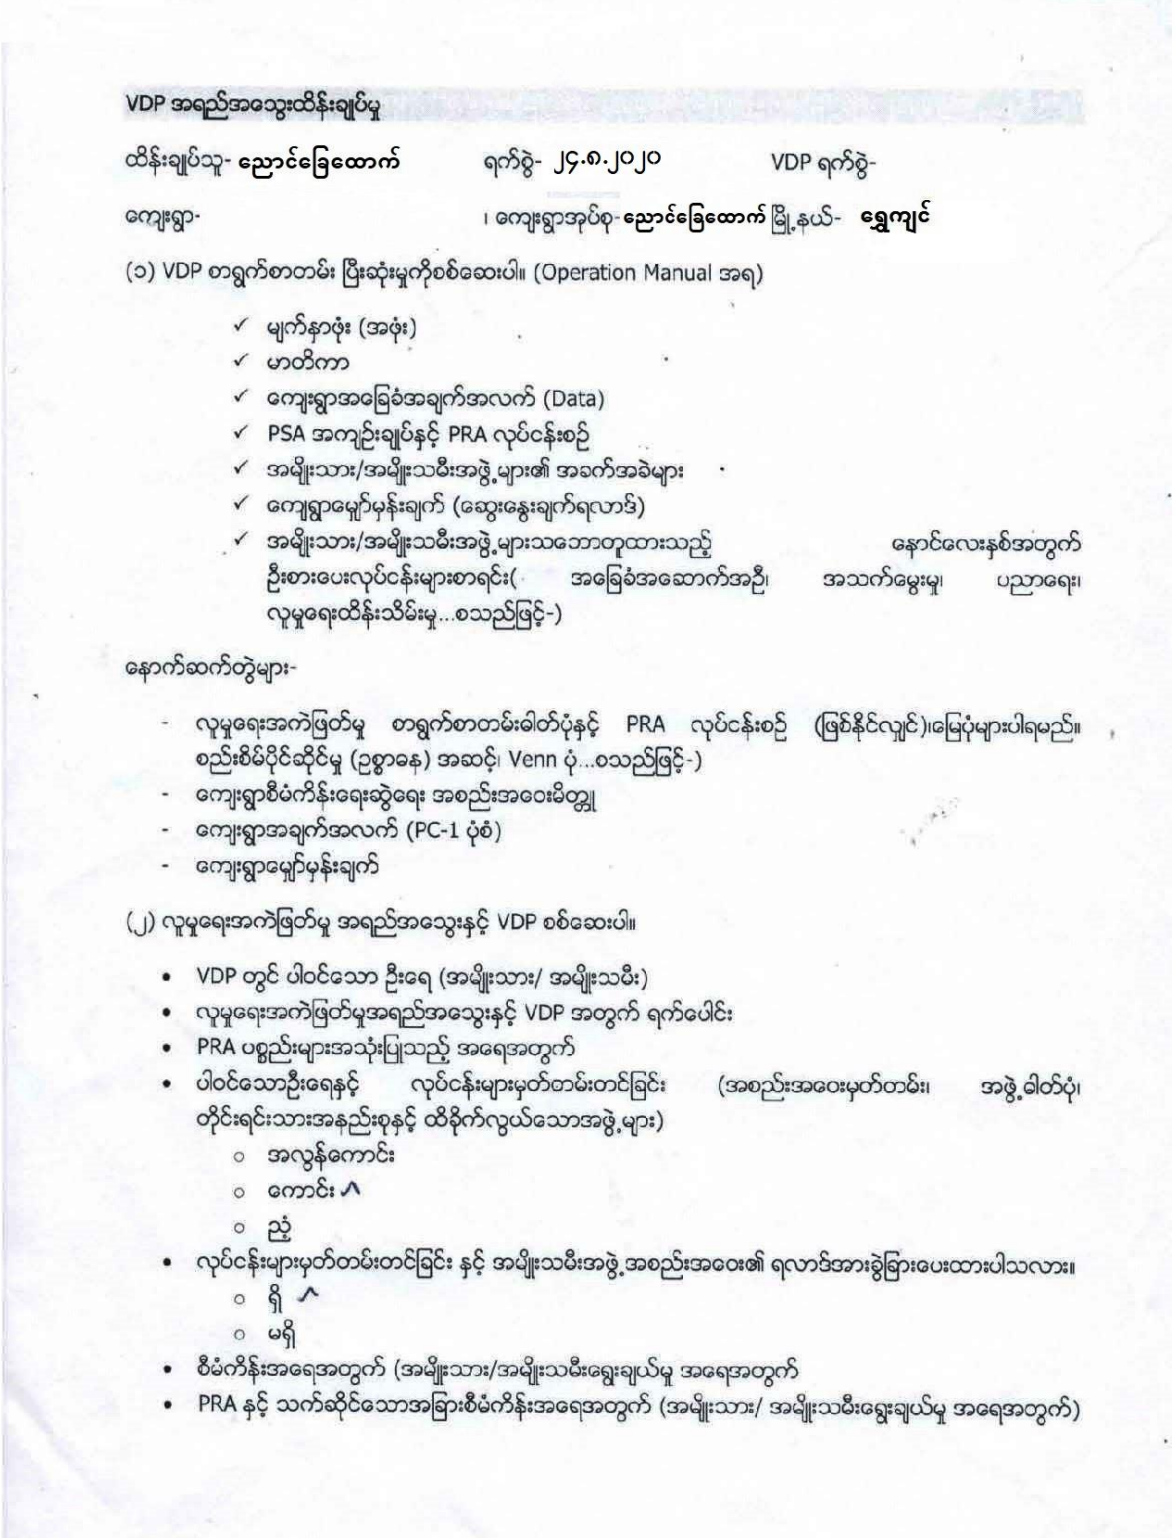 VDP အရည်အသွေးထိန်းချုပ်မှု
ထိန်းချုပ်သူ- ညောင်ခြေထောက် ရက်စွဲ- ၂၄.၈.၂၀၂၀ VDP ရက်စွဲ-
ကျေးရွာ- ၊ ကျေးရွာအုပ်စု- ညောင်ခြေထောက် မြို့နယ်- ရွှေကျင်
(၁) VDP စာရွက်စာတမ်း ပြီးဆုံးမှုကိုစစ်ဆေးပါ။ (Operation Manual အရ)
✓ မျက်နှာဖုံး (အဖုံး)
✓ မာတိကာ
✓ ကျေးရွာအခြေခံအချက်အလက် (Data)
✓ PSA အကျဉ်းချုပ်နှင့် PRA လုပ်ငန်းစဉ်
✓ အမျိုးသား/အမျိုးသမီးအဖွဲ့များ၏ အခက်အခဲများ
✓ ကျေရွာမျှော်မှန်းချက် (ဆွေးနွေးချက်ရလာဒ်)
✓ အမျိုးသား/အမျိုးသမီးအဖွဲ့များသဘောတူထားသည့် နောင်လေးနှစ်အတွက်
ဦးစားပေးလုပ်ငန်းများစာရင်း( အခြေခံအဆောက်အဦ၊ အသက်မွေးမှု၊ ပညာရေး၊
လူမှုရေးထိန်းသိမ်းမှု...စသည်ဖြင့်-)
နောက်ဆက်တွဲများ-
- လူမှုရေးအကဲဖြတ်မှု စာရွက်စာတမ်းဓါတ်ပုံနှင့် PRA လုပ်ငန်းစဉ် (ဖြစ်နိုင်လျှင်)၊မြေပုံများပါရမည်။
စည်းစိမ်ပိုင်ဆိုင်မှု (ဥစ္စာဓန) အဆင့်၊ Venn ပုံ...စသည်ဖြင့်-)
- ကျေးရွာစီမံကိန်းရေးဆွဲရေး အစည်းအဝေးမိတ္တူ
- ကျေးရွာအချက်အလက် (PC-1 ပုံစံ)
- ကျေးရွာမျှော်မှန်းချက်
(၂) လူမှုရေးအကဲဖြတ်မှု အရည်အသွေးနှင့် VDP စစ်ဆေးပါ။
• VDP တွင် ပါဝင်သော ဦးရေ (အမျိုးသား/ အမျိုးသမီး)
• လူမှုရေးအကဲဖြတ်မှုအရည်အသွေးနှင့် VDP အတွက် ရက်ပေါင်း
• PRA ပစ္စည်းများအသုံးပြုသည့် အရေအတွက်
• ပါဝင်သောဦးရေနှင့် လုပ်ငန်းများမှတ်တမ်းတင်ခြင်း (အစည်းအဝေးမှတ်တမ်း၊ အဖွဲ့ဓါတ်ပုံ၊
တိုင်းရင်းသားအနည်းစုနှင့် ထိခိုက်လွယ်သောအဖွဲ့များ)
o အလွန်ကောင်း
o ကောင်း ^
o ညံ့
• လုပ်ငန်းများမှတ်တမ်းတင်ခြင်း နှင့် အမျိုးသမီးအဖွဲ့အစည်းအဝေး၏ ရလာဒ်အားခွဲခြားပေးထားပါသလား။
o ရှိ ^
o မရှိ
• စီမံကိန်းအရေအတွက် (အမျိုးသား/အမျိုးသမီးရွေးချယ်မှု အရေအတွက်
• PRA နှင့် သက်ဆိုင်သောအခြားစီမံကိန်းအရေအတွက် (အမျိုးသား/ အမျိုးသမီးရွေးချယ်မှု အရေအတွက်)